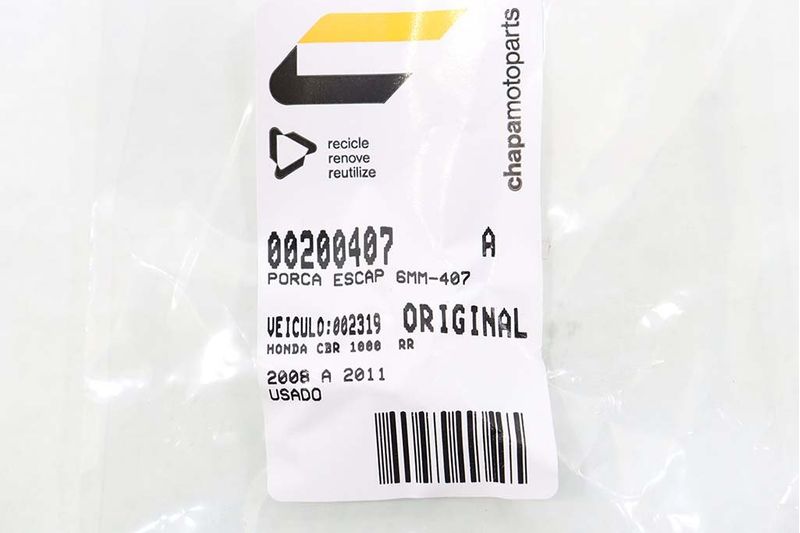 chapamotoparts
recicle
renove
reutilize
00200407 A
PORCA ESCAP 6MM-407
VEICULO:002319 ORIGINAL
HONDA CBR 1000 RR
2008 A 2011
USADO